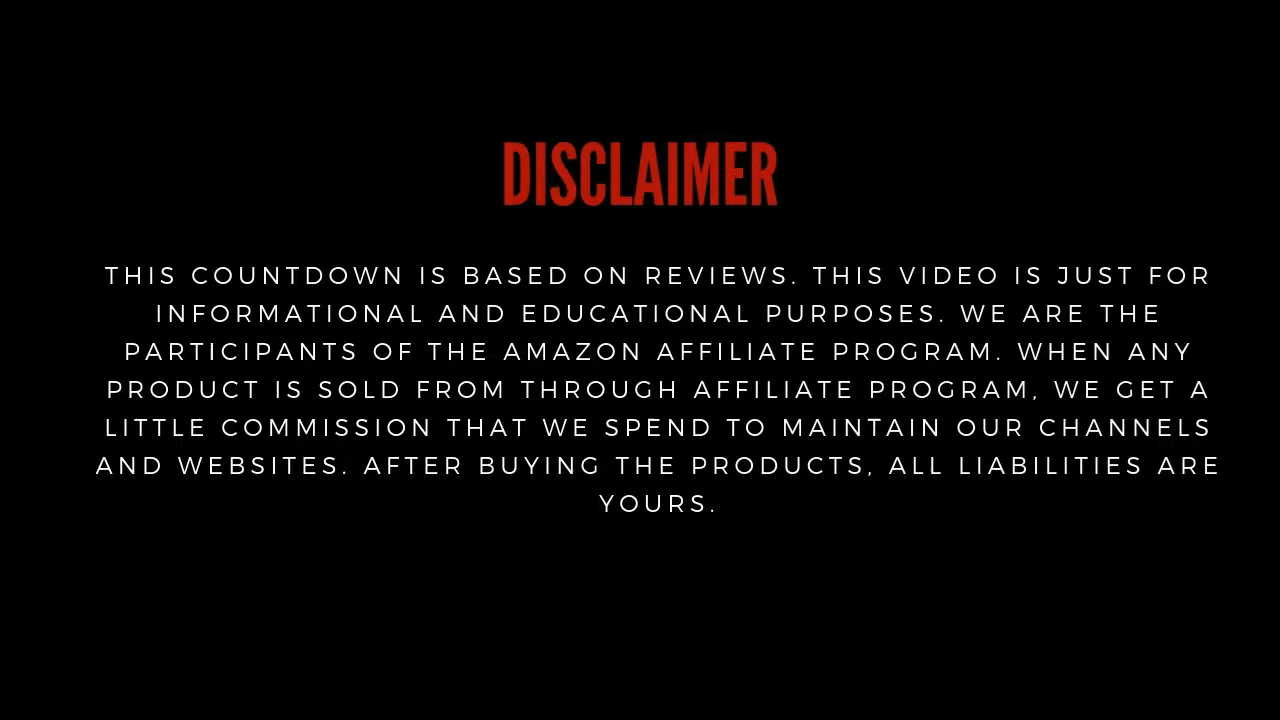 DISCLAIMER
THIS COUNTDOWN IS BASED ON REVIEWS. THIS VIDEO IS JUST FOR
INFORMATIONAL AND EDUCATIONAL PURPOSES. WE ARE THE
PARTICIPANTS OF THE AMAZON AFFILIATE PROGRAM. WHEN ANY
PRODUCT IS SOLD FROM THROUGH AFFILIATE PROGRAM, WE GET A
LITTLE COMMISSION THAT WE SPEND TO MAINTAIN OUR CHANNELS
AND WEBSITES. AFTER BUYING THE PRODUCTS, ALL LIABILITIES ARE
YOURS.